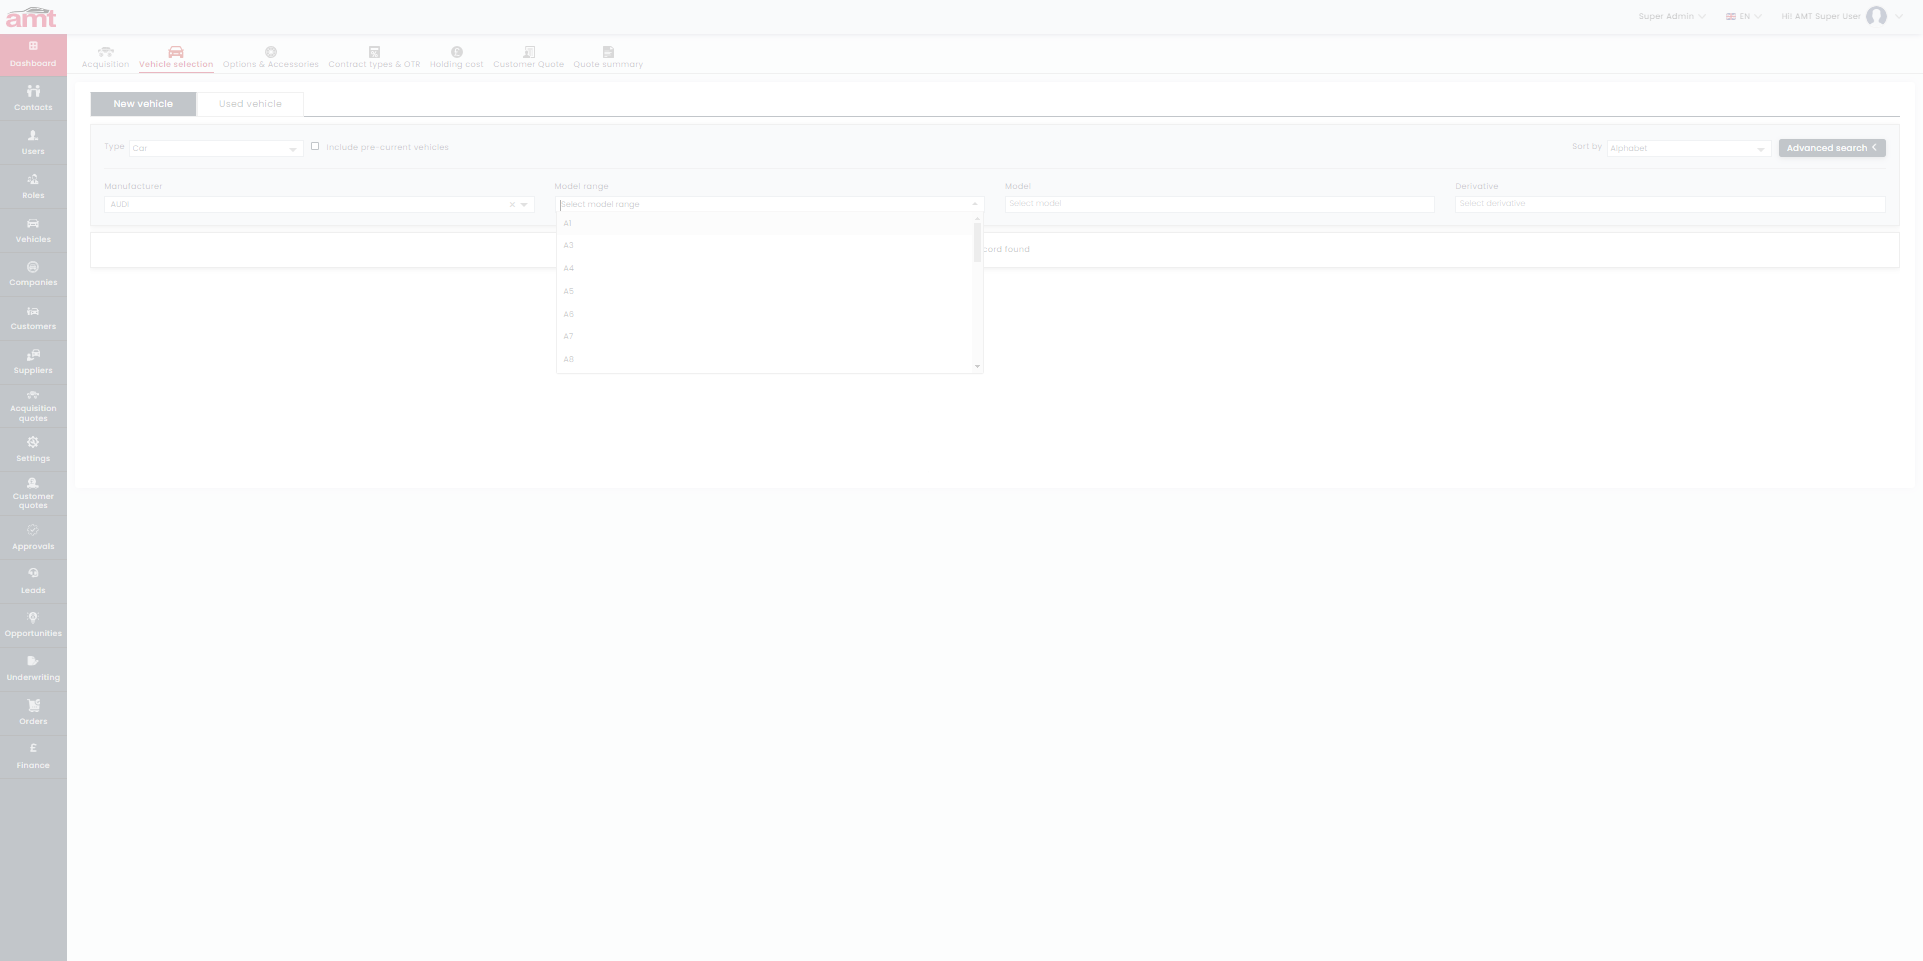 amt
Super Admin
EN
Hi! AMT Super User
Dashboard
Contacts
Users
Roles
Vehicles
Companies
Customers
Suppliers
Acquisition
quotes
Settings
Customer
quotes
Approvals
Leads
Opportunities
Underwriting
Orders
£
Finance
Acquisition
Vehicle selection
Options & Accessories
Contract types & OTR
Holding cost
Customer Quote
Quote summary
New vehicle
Used vehicle
Type
Car
Include pre-current vehicles
Sort by
Alphabet
Advanced search
Manufacturer
Model range
Model
Derivative
AUDI
Select model range
Select model
Select derivative
A1
A3
A4
A5
A6
A7
A8
ord found